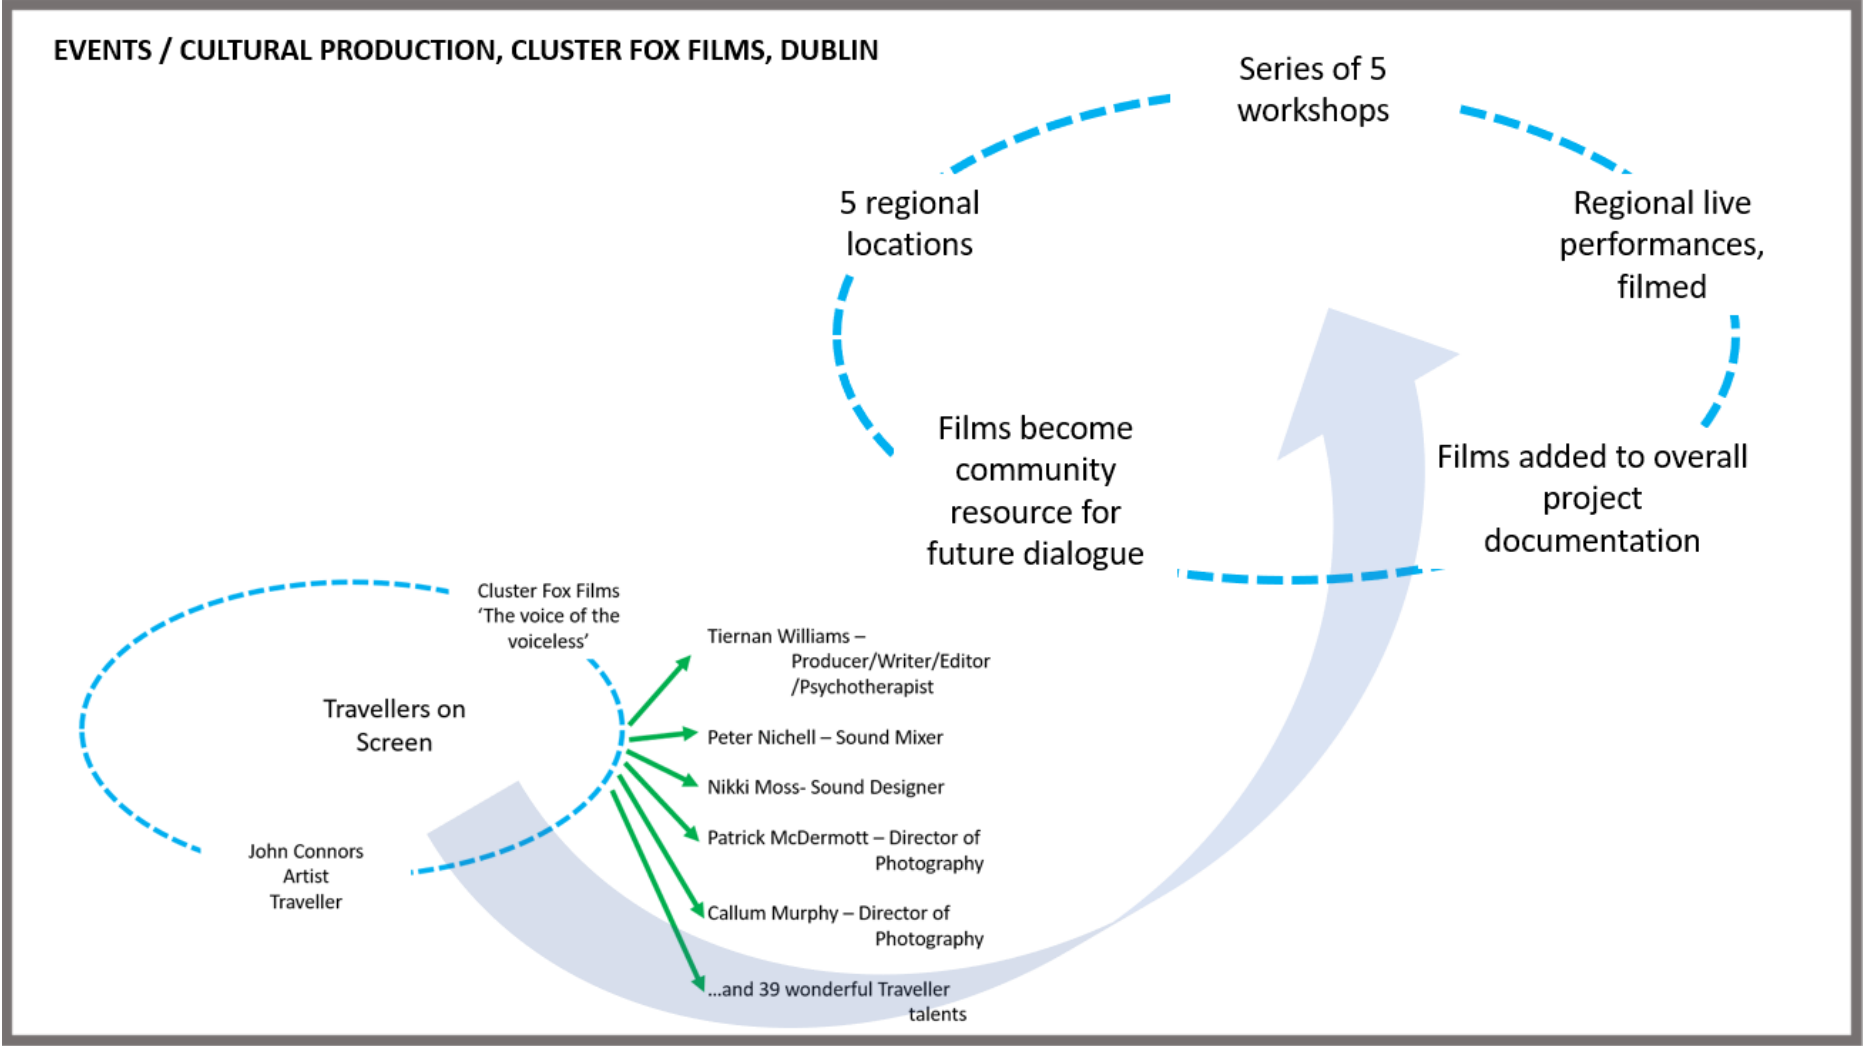 EVENTS / CULTURAL PRODUCTION, CLUSTER FOX FILMS, DUBLIN
Series of 5
workshops
5 regional
locations
Regional live
performances,
filmed
Films become
community
resource for
future dialogue
Films added to overall
project
documentation
Cluster Fox Films
‘The voice of the
voiceless’
Travellers on
Screen
John Connors
Artist
Traveller
Tiernan Williams –
Producer/Writer/Editor
/Psychotherapist
Peter Nichell – Sound Mixer
Nikki Moss- Sound Designer
Patrick McDermott – Director of
Photography
Callum Murphy – Director of
Photography
...and 39 wonderful Traveller
talents